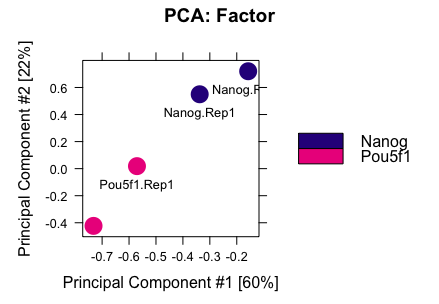 PCA: Factor
Principal Component #2 [22%]
0.6
0.4
0.2
0.0
-0.2
-0.4
Nanog.F
Nanog.Rep1
Pou5f1.Rep1
-0.7 -0.6 -0.5 -0.4 -0.3 -0.2
Principal Component #1 [60%]
Nanog
Pou5f1